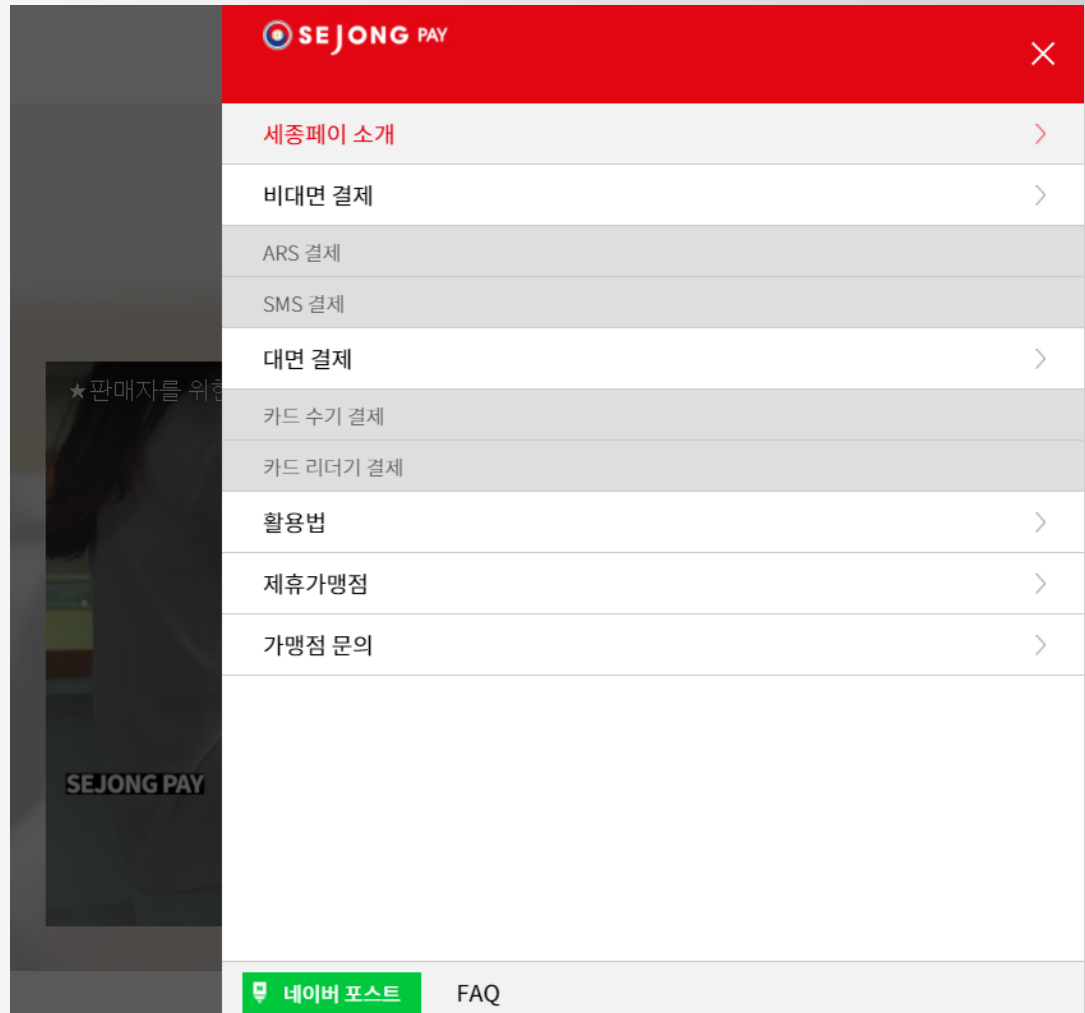 SEJONG PAY
세종페이 소개
비대면 결제
ARS 결제
SMS 결제
대면 결제
카드 수기 결제
카드 리더기 결제
활용법
제휴가맹점
가맹점 문의
★판매자를 위한
SEJONG PAY
네이버 포스트
FAQ